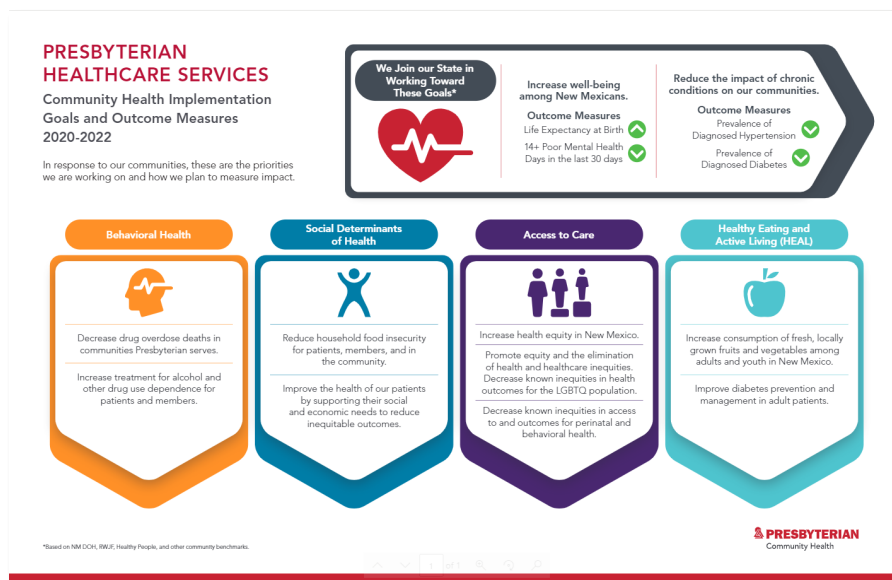 PRESBYTERIAN
HEALTHCARE SERVICES
Community Health Implementation
Goals and Outcome Measures
2020-2022
In response to our communities, these are the priorities
we are working on and how we plan to measure impact.
We Join our State in
Working Toward
These Goals*
Increase well-being
among New Mexicans.
Outcome Measures
Life Expectancy at Birth
14+ Poor Mental Health
Days in the last 30 days
Reduce the impact of chronic
conditions on our communities.
Outcome Measures
Prevalence of
Diagnosed Hypertension
Prevalence of
Diagnosed Diabetes
Behavioral Health
Decrease drug overdose deaths in
communities Presbyterian serves.
Increase treatment for alcohol and
other drug use dependence for
patients and members.
Social Determinants
of Health
Reduce household food insecurity
for patients, members, and in
the community.
Improve the health of our patients
by supporting their social
and economic needs to reduce
inequitable outcomes.
Access to Care
Increase health equity in New Mexico.
Promote equity and the elimination
of health and healthcare inequities.
Decrease known inequities in health
outcomes for the LGBTQ population.
Decrease known inequities in access
to and outcomes for perinatal and
behavioral health.
Healthy Eating and
Active Living (HEAL)
Increase consumption of fresh, locally
grown fruits and vegetables among
adults and youth in New Mexico.
Improve diabetes prevention and
management in adult patients.
*Based on NM DOH, RWJF, Healthy People, and other community benchmarks.
PRESBYTERIAN
Community Health
1 of 1